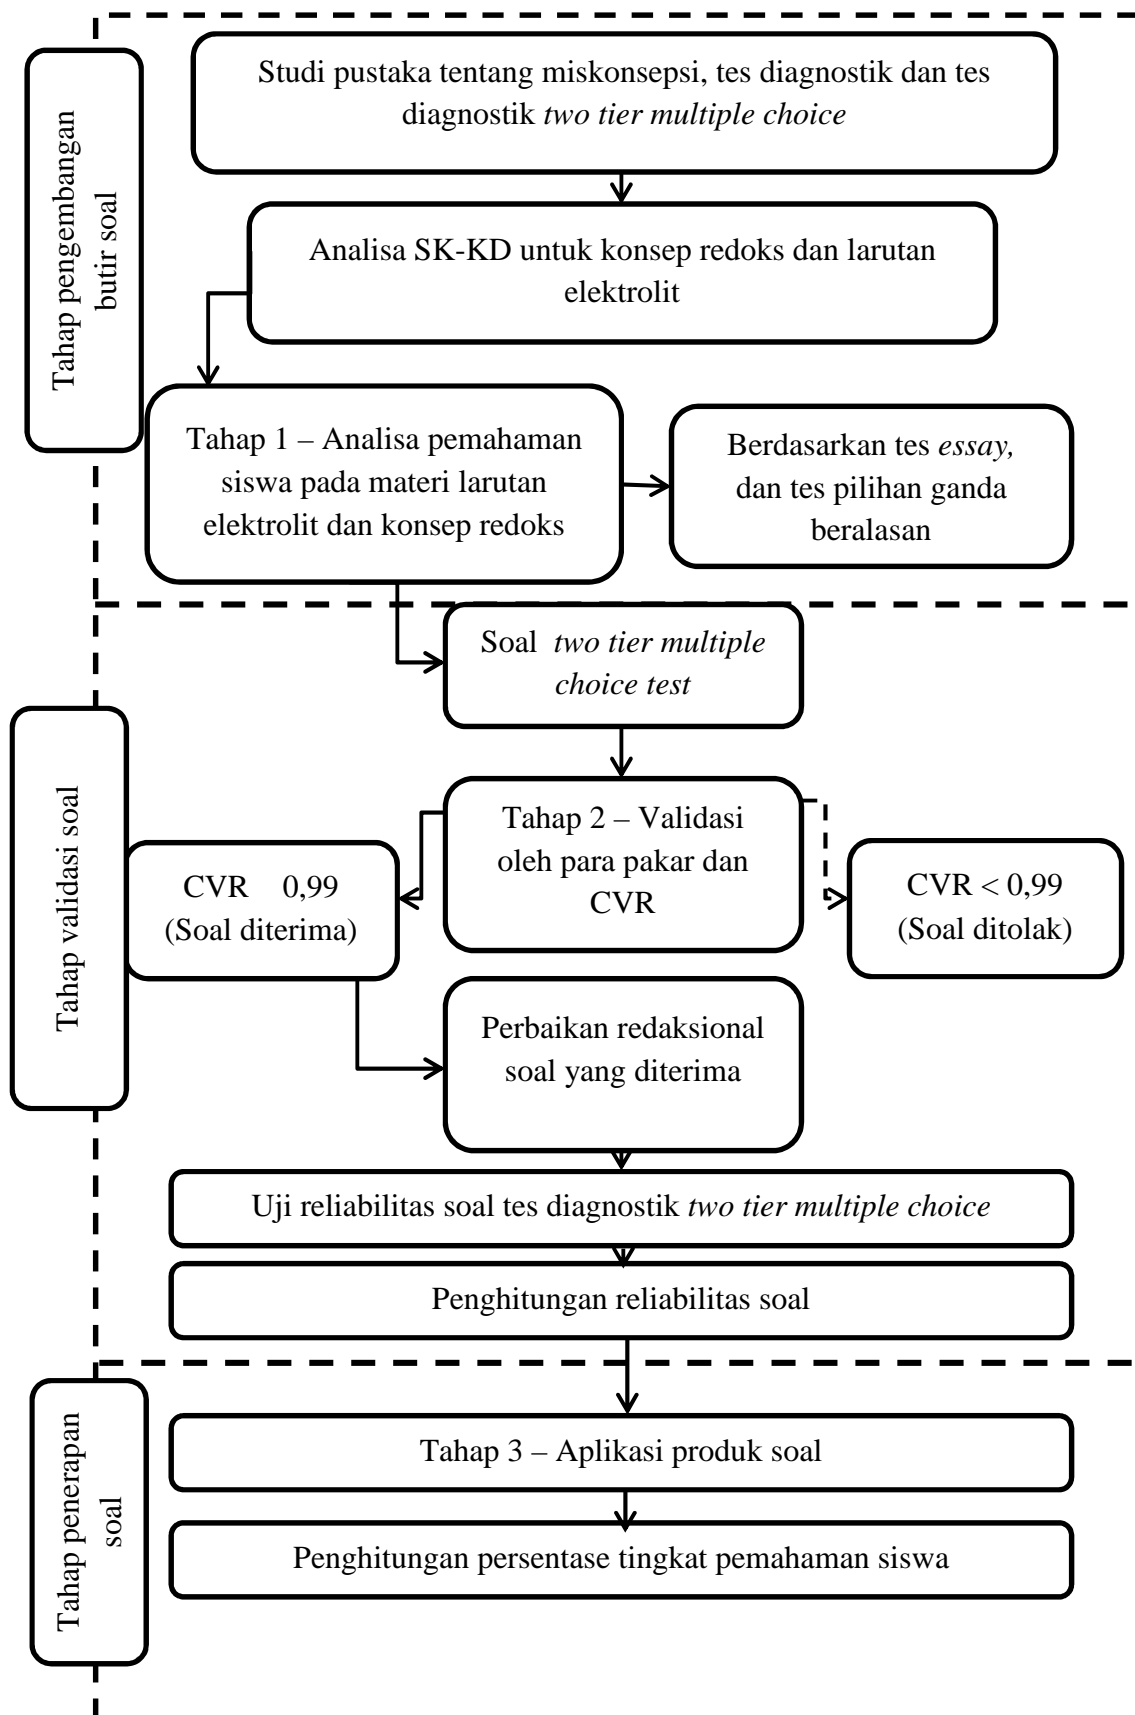 Tahap pengembangan
butir soal
Studi pustaka tentang miskonsepsi, tes diagnostik dan tes
diagnostik two tier multiple choice
Analisa SK-KD untuk konsep redoks dan larutan
elektrolit
Tahap 1 – Analisa pemahaman
siswa pada materi larutan
elektrolit dan konsep redoks
Berdasarkan tes essay,
dan tes pilihan ganda
beralasan
Tahap validasi soal
Soal two tier multiple
choice test
Tahap 2 – Validasi
oleh para pakar dan
CVR
CVR 0,99
(Soal diterima)
CVR < 0,99
(Soal ditolak)
Perbaikan redaksional
soal yang diterima
Uji reliabilitas soal tes diagnostik two tier multiple choice
Penghitungan reliabilitas soal
Tahap penerapan
soal
Tahap 3 – Aplikasi produk soal
Penghitungan persentase tingkat pemahaman siswa